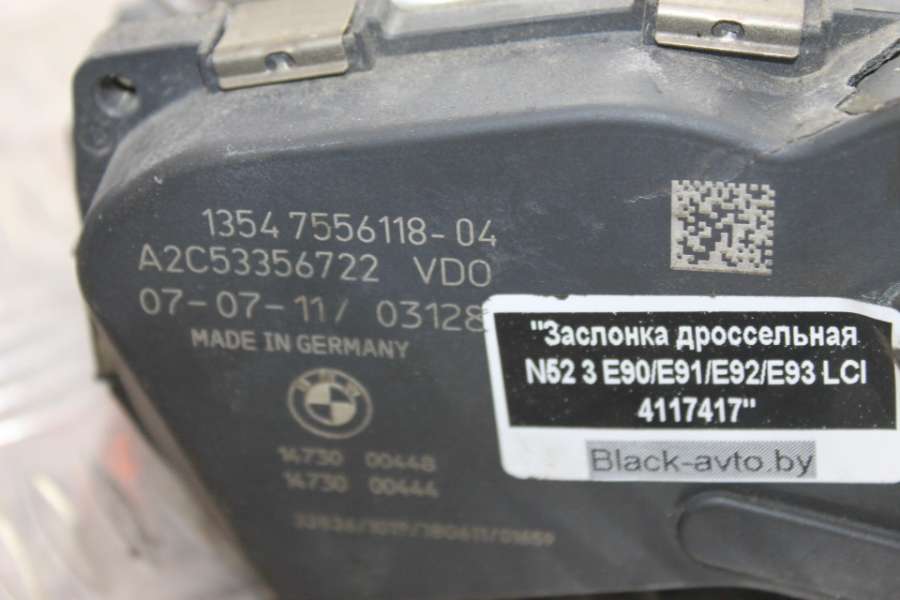 1354 7556118-04
A2C53356722 VDO
07-07-11/ 03128
MADE IN GERMANY
BMW
14730 00448
14730 00444
"Заслонка дроссельная
N52 3 E90/E91/E92/E93 LCI
4117417"
Black-avto.by